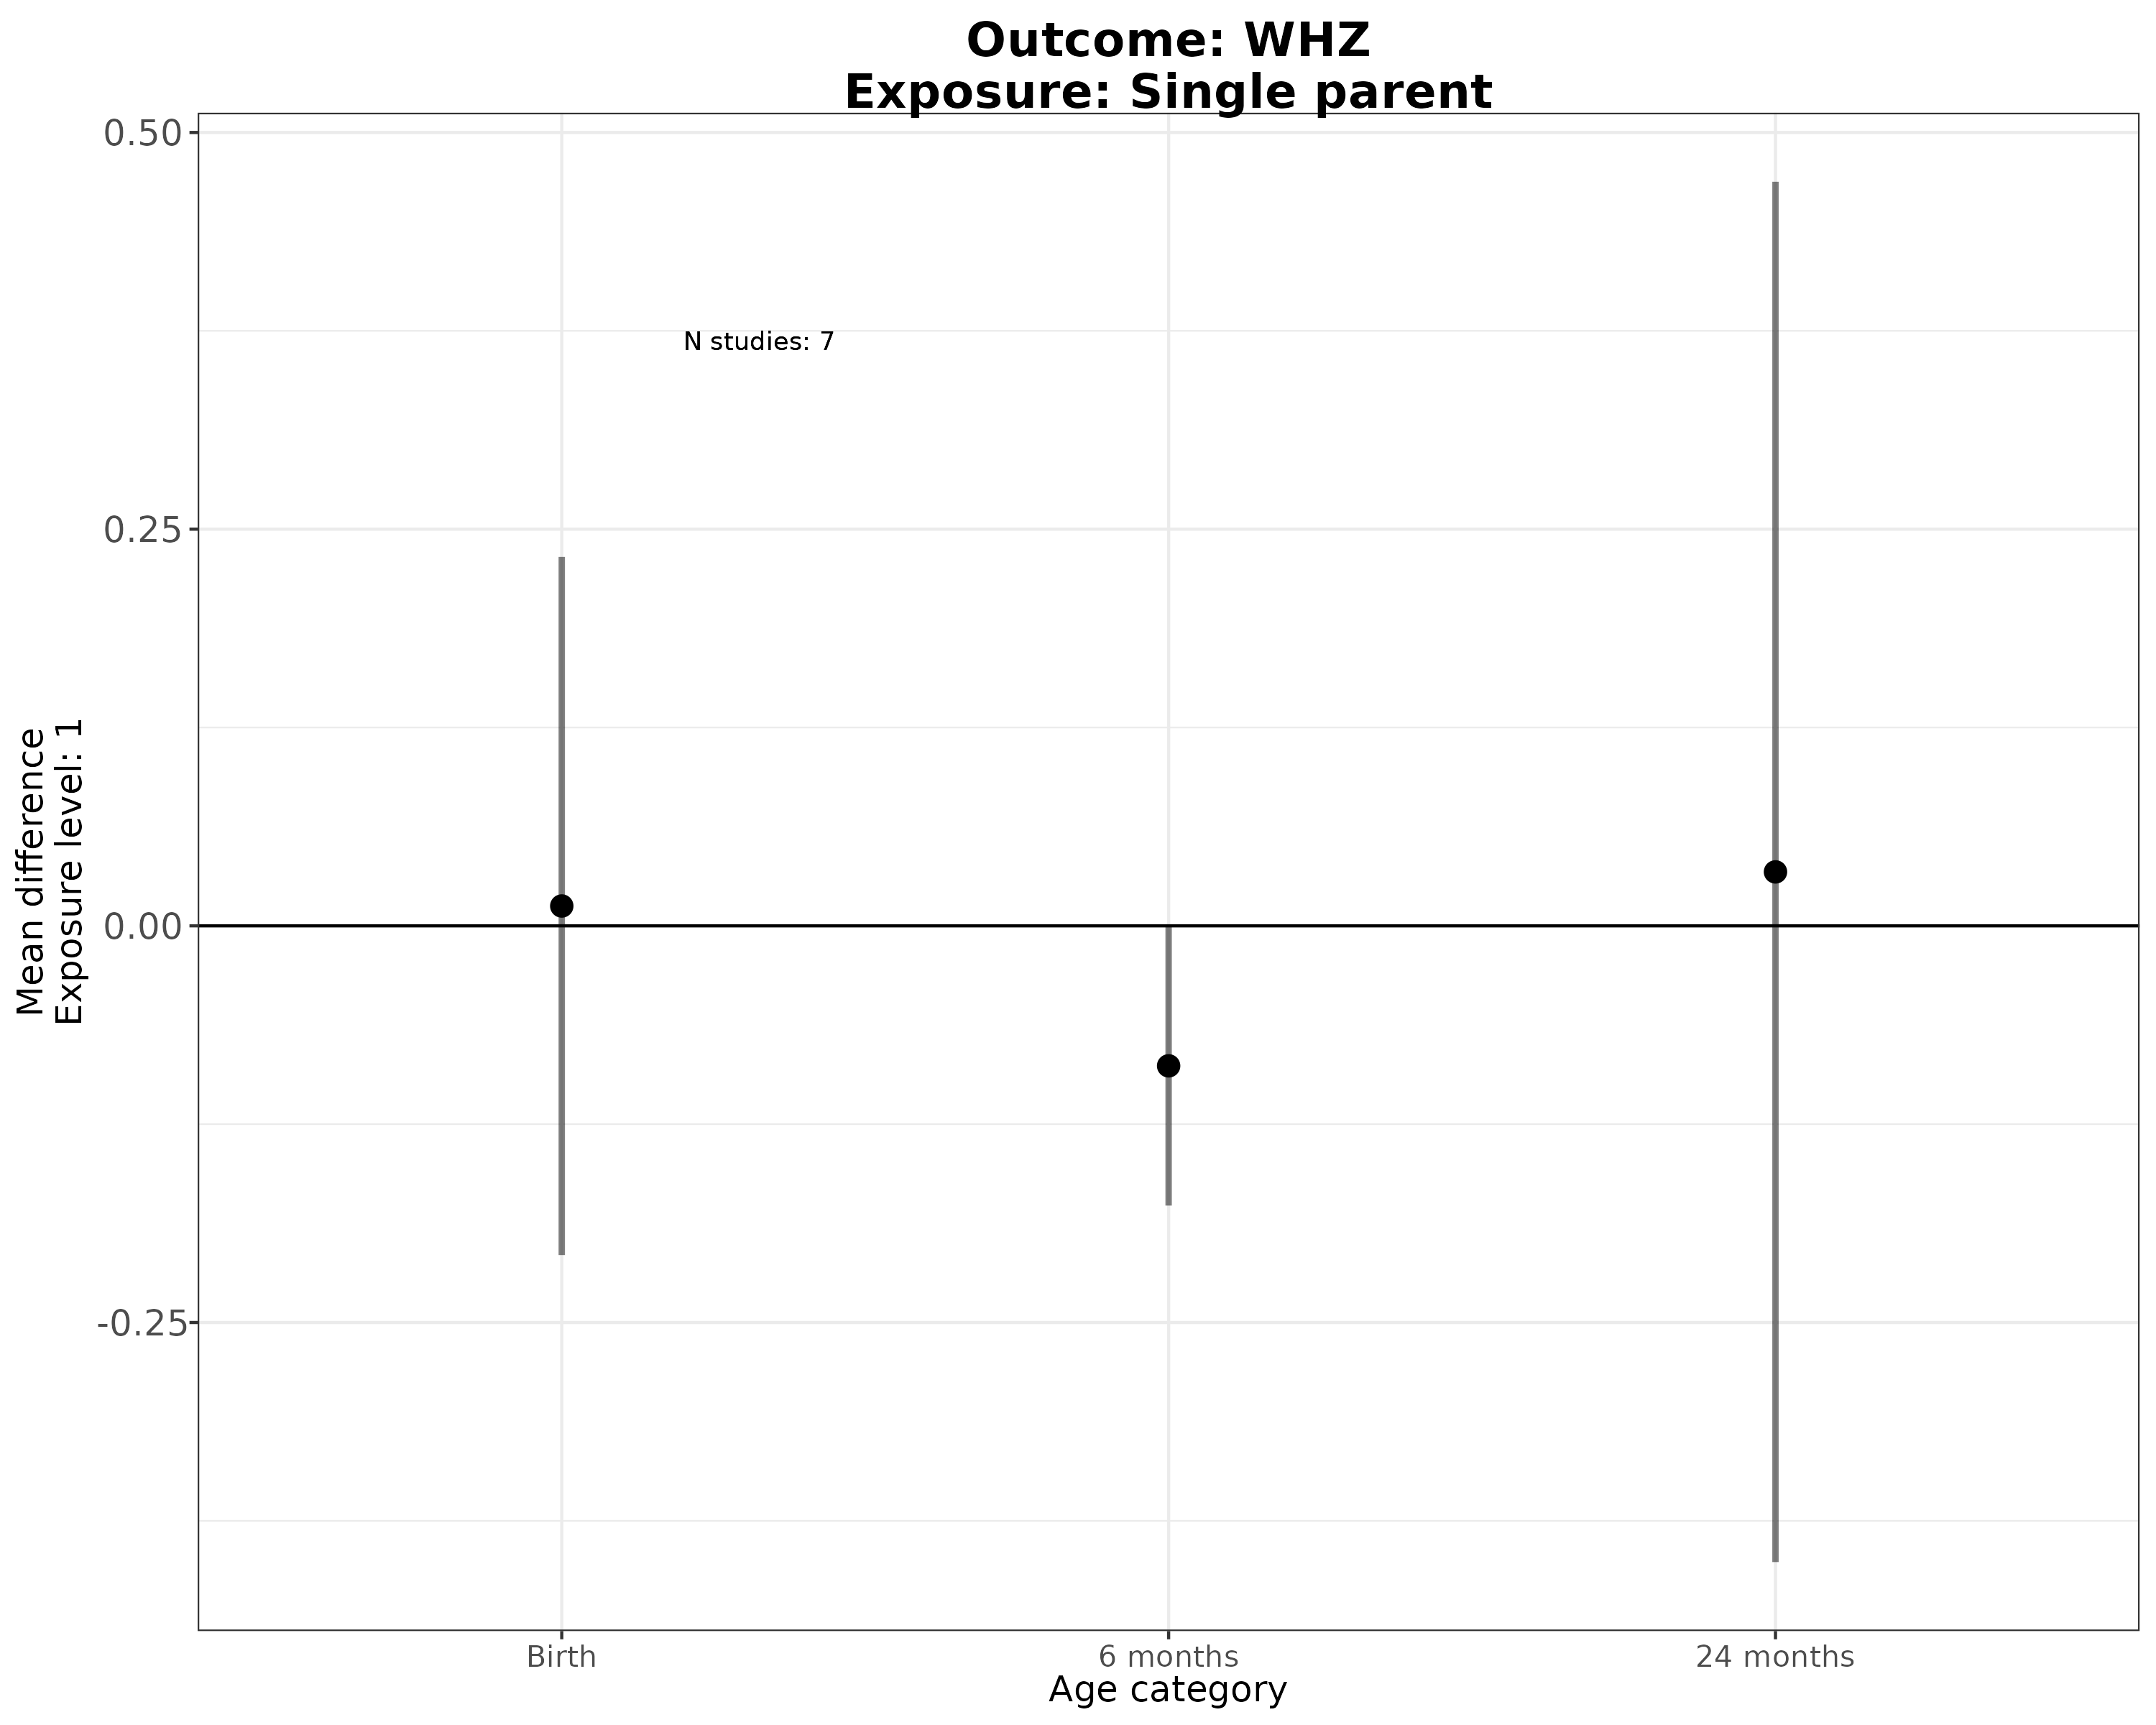 Outcome: WHZ
Exposure: Single parent
Mean difference
Exposure level: 1
0.50
0.25
0.00
-0.25
N studies: 7
Birth
6 months
24 months
Age category